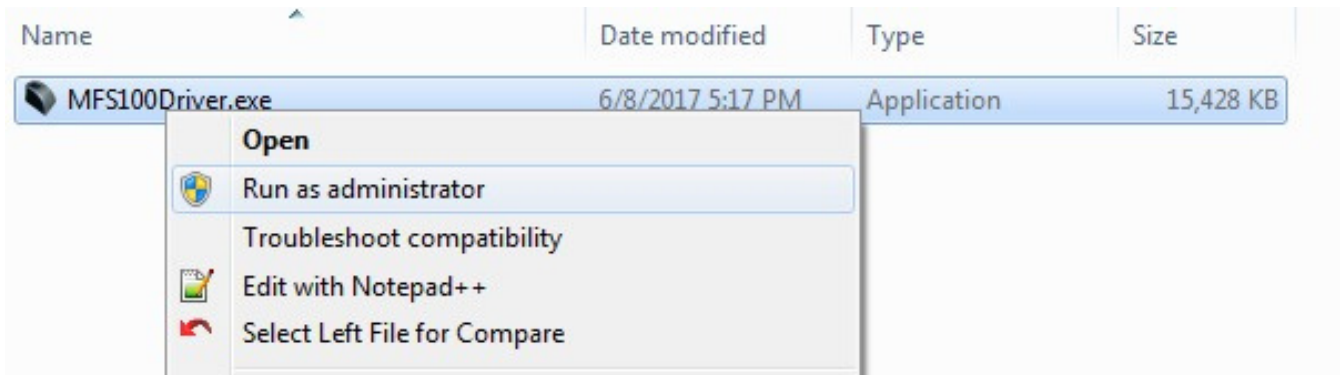 Name Date modified Type Size
MFS100Driver.exe 6/8/2017 5:17 PM Application 15,428 KB
Open
Run as administrator
Troubleshoot compatibility
Edit with Notepad++
Select Left File for Compare